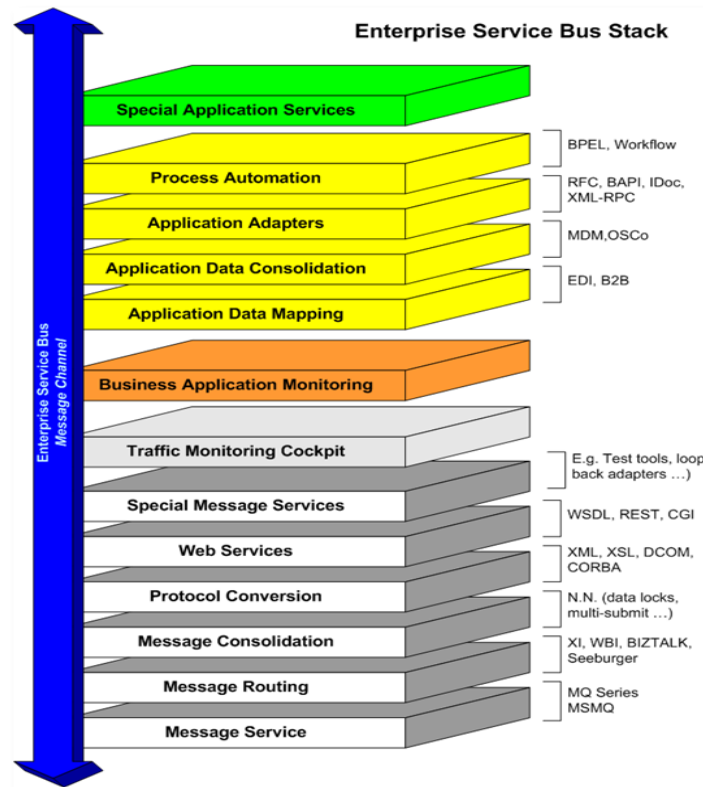 Enterprise Service Bus Stack
Special Application Services
BPEL, Workflow
Process Automation
RFC, BAPI, IDoc,
XML-RPC
Application Adapters
MDM,OSCo
Application Data Consolidation
EDI, B2B
Application Data Mapping
Business Application Monitoring
Traffic Monitoring Cockpit
E.g. Test tools, loop
back adapters ...)
Special Message Services
WSDL, REST, CGI
Web Services
XML, XSL, DCOM,
CORBA
Protocol Conversion
N.N. (data locks,
multi-submit ...)
Message Consolidation
XI, WBI, BIZTALK,
Seeburger
Message Routing
MQ Series
MSMQ
Message Service
Enterprise Service Bus
Message Channel